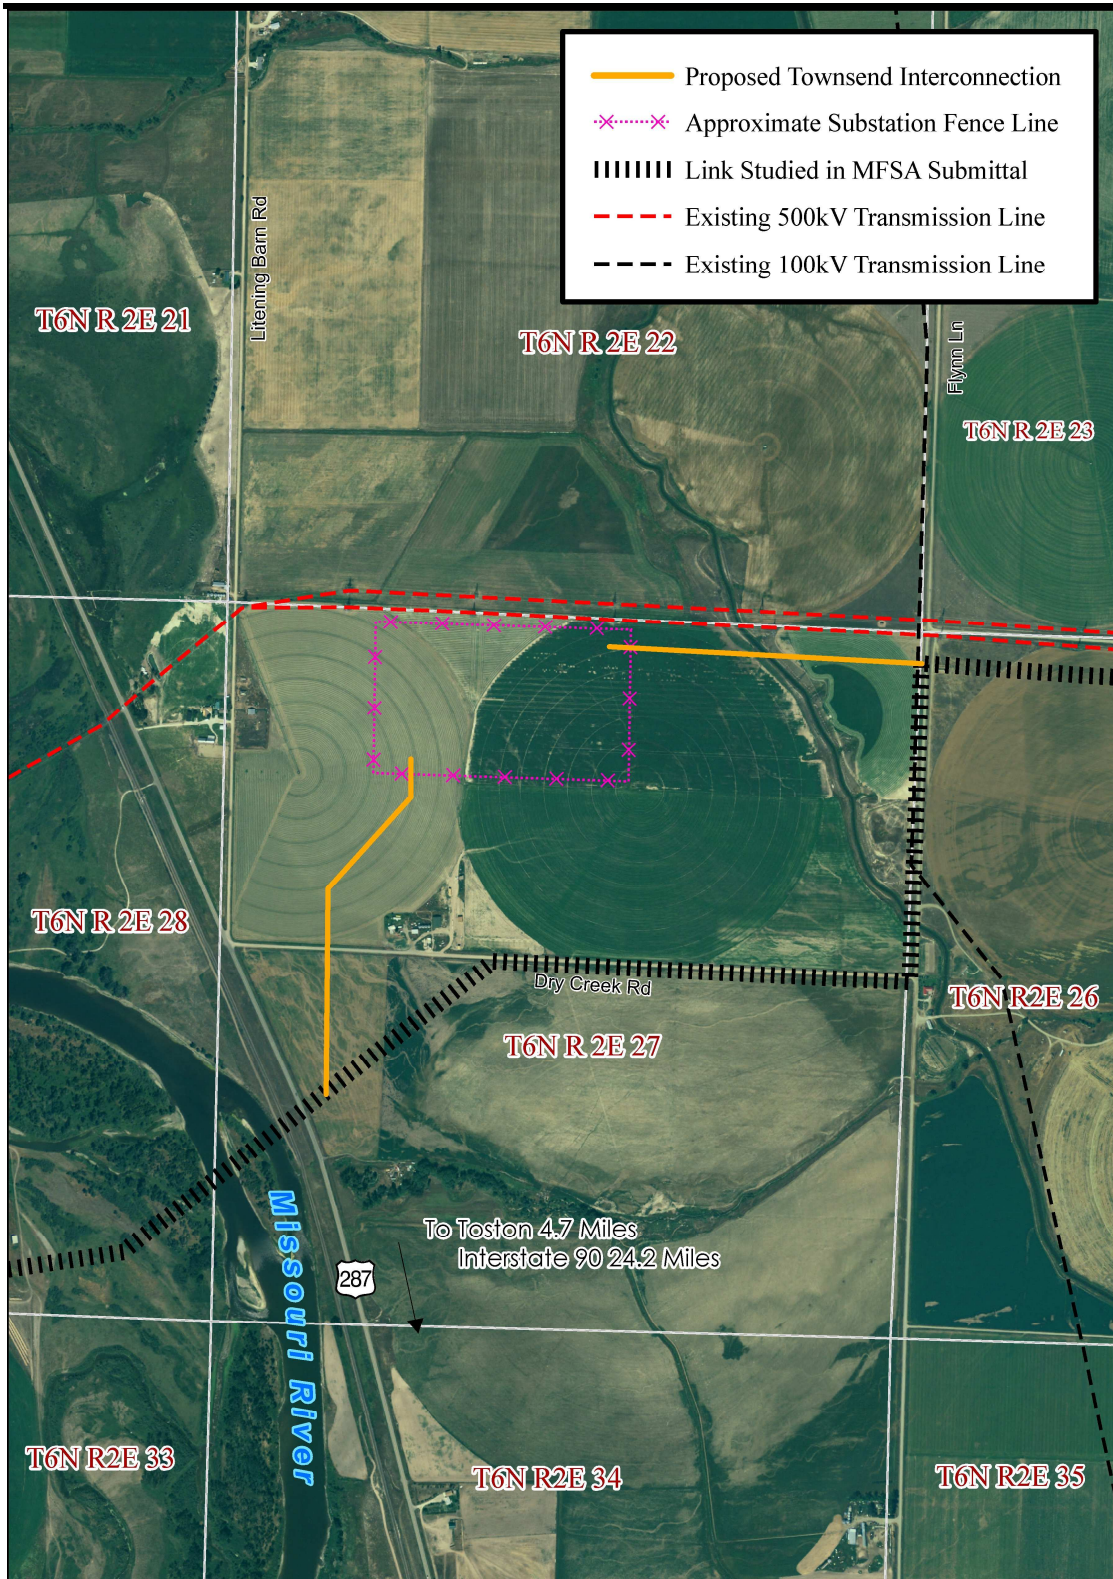 Proposed Townsend Interconnection
Approximate Substation Fence Line
Link Studied in MFSA Submittal
Existing 500kV Transmission Line
Existing 100kV Transmission Line
Litening Barn Rd
T6N R 2E 21
T6N R 2E 22
Flynn Ln
T6N R 2E 23
T6N R 2E 28
Dry Creek Rd
T6N R2E 26
T6N R 2E 27
To Toston 4.7 Miles
Interstate 90 24.2 Miles
287
Missouri River
T6N R2E 33
T6N R2E 34
T6N R2E 35